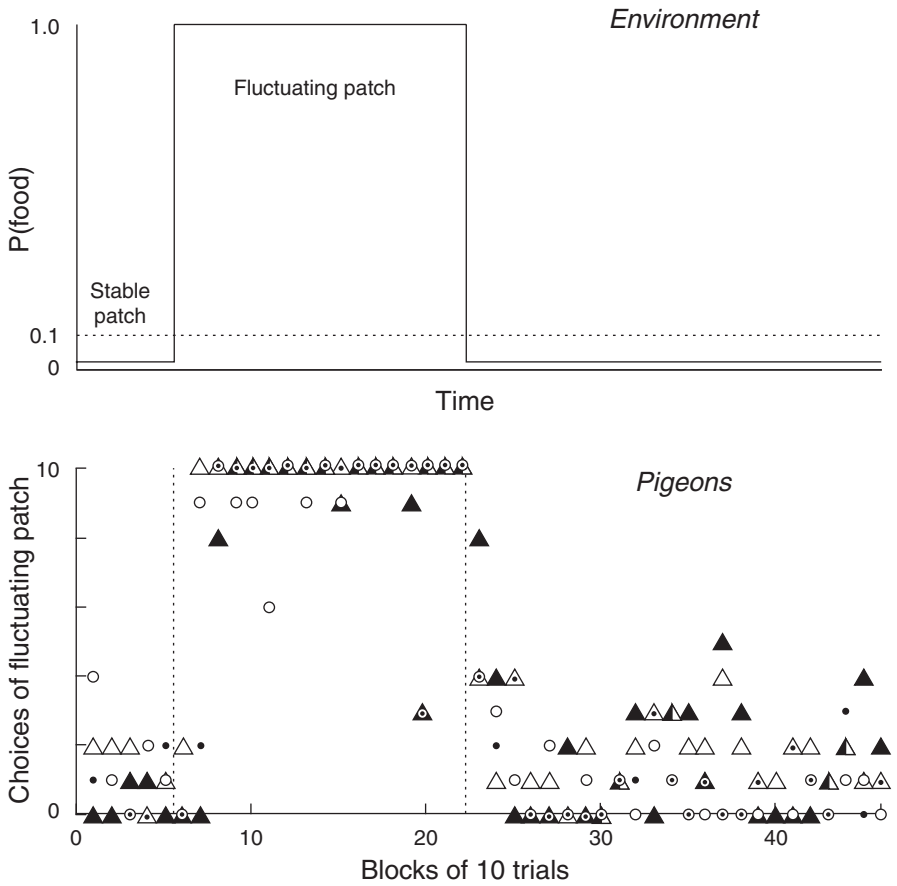 Environment
1.0
Fluctuating patch
P(food)
Stable
patch
0.1
0
Time
Pigeons
10
Choices of fluctuating patch
0
0 10 20 30 40
Blocks of 10 trials